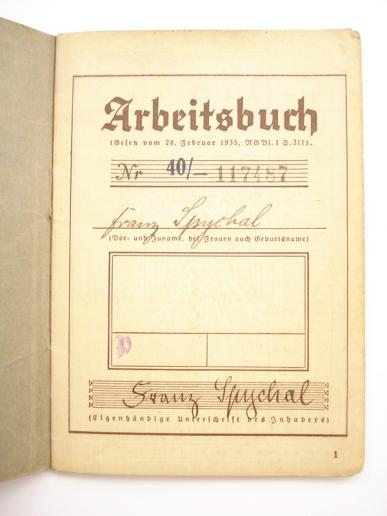 Arbeitsbuch
(Gesetz vom 26. Februar 1935, RGBl. I S.311).
Nr 40/— 117487
Franz Spychal
(Vor- und Zuname, bei Frauen auch Geburtsname)
Franz Spychal
(Eigenhändige Unterschrift des Inhabers)
1